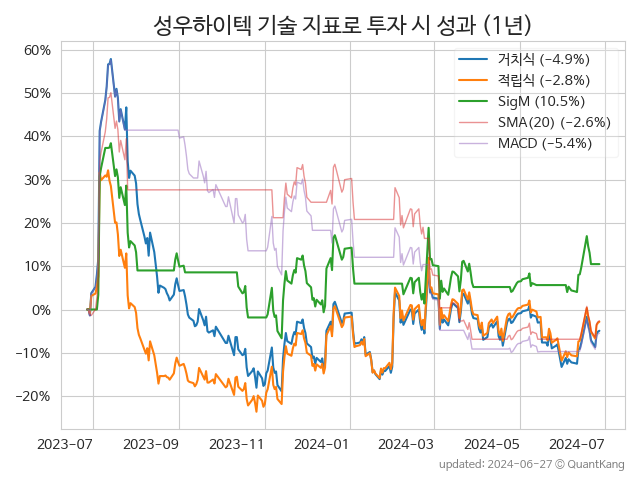 성우하이텍 기술 지표로 투자 시 성과 (1년)
60%
50%
40%
30%
20%
10%
0%
−10%
−20%
거치식 (−4.9%)
적립식 (−2.8%)
SigM (10.5%)
SMA(20) (−2.6%)
MACD (−5.4%)
2023-07
2023-09
2023-11
2024-01
2024-03
2024-05
2024-07
updated: 2024-06-27 © QuantKang